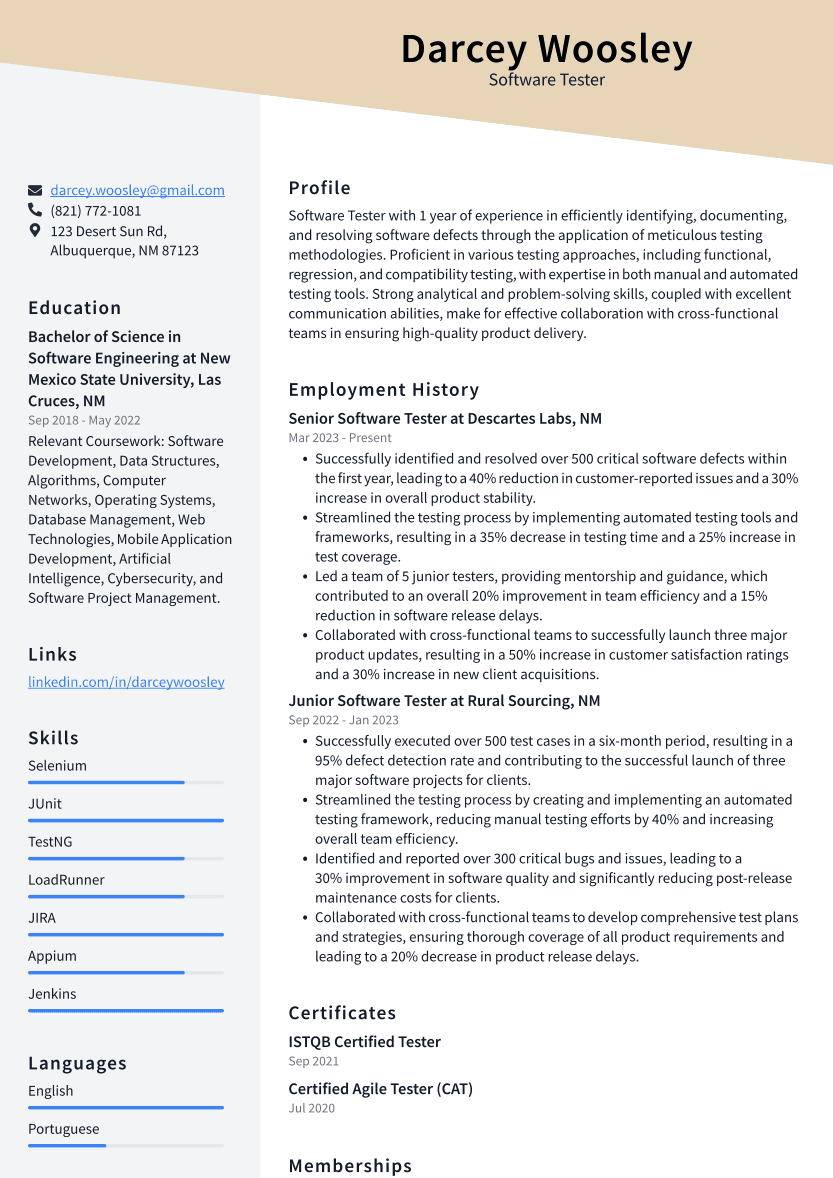 Darcey Woosley
Software Tester
darcey.woosley@gmail.com
(821) 772-1081
123 Desert Sun Rd,
Albuquerque, NM 87123
Education
Bachelor of Science in
Software Engineering at New
Mexico State University, Las
Cruces, NM
Sep 2018 - May 2022
Relevant Coursework: Software
Development, Data Structures,
Algorithms, Computer
Networks, Operating Systems,
Database Management, Web
Technologies, Mobile Application
Development, Artificial
Intelligence, Cybersecurity, and
Software Project Management.
Links
linkedin.com/in/darceywoosley
Skills
Selenium
JUnit
TestNG
LoadRunner
JIRA
Appium
Jenkins
Languages
English
Portuguese
Profile
Software Tester with 1 year of experience in efficiently identifying, documenting,
and resolving software defects through the application of meticulous testing
methodologies. Proficient in various testing approaches, including functional,
regression, and compatibility testing, with expertise in both manual and automated
testing tools. Strong analytical and problem-solving skills, coupled with excellent
communication abilities, make for effective collaboration with cross-functional
teams in ensuring high-quality product delivery.
Employment History
Senior Software Tester at Descartes Labs, NM
Mar 2023 - Present
• Successfully identified and resolved over 500 critical software defects within
the first year, leading to a 40% reduction in customer-reported issues and a 30%
increase in overall product stability.
• Streamlined the testing process by implementing automated testing tools and
frameworks, resulting in a 35% decrease in testing time and a 25% increase in
test coverage.
• Led a team of 5 junior testers, providing mentorship and guidance, which
contributed to an overall 20% improvement in team efficiency and a 15%
reduction in software release delays.
• Collaborated with cross-functional teams to successfully launch three major
product updates, resulting in a 50% increase in customer satisfaction ratings
and a 30% increase in new client acquisitions.
Junior Software Tester at Rural Sourcing, NM
Sep 2022 - Jan 2023
• Successfully executed over 500 test cases in a six-month period, resulting in a
95% defect detection rate and contributing to the successful launch of three
major software projects for clients.
• Streamlined the testing process by creating and implementing an automated
testing framework, reducing manual testing efforts by 40% and increasing
overall team efficiency.
• Identified and reported over 300 critical bugs and issues, leading to a
30% improvement in software quality and significantly reducing post-release
maintenance costs for clients.
• Collaborated with cross-functional teams to develop comprehensive test plans
and strategies, ensuring thorough coverage of all product requirements and
leading to a 20% decrease in product release delays.
Certificates
ISTQB Certified Tester
Sep 2021
Certified Agile Tester (CAT)
Jul 2020
Memberships